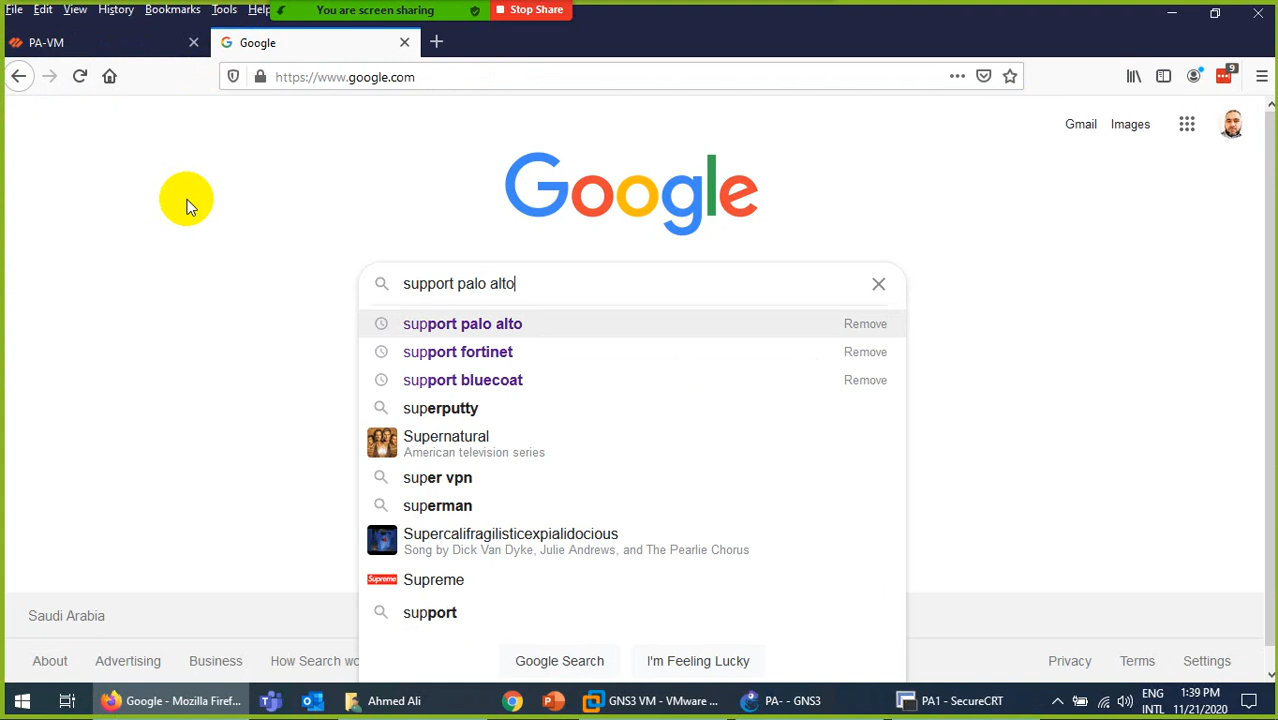 File Edit View History Bookmarks Tools Help
You are screen sharing
Stop Share
PA-VM
Google
https://www.google.com
9
Gmail Images
Google
support palo alto
support palo alto Remove
support fortinet Remove
support bluecoat Remove
superputty
Supernatural
American television series
super vpn
superman
Supercalifragilisticexpialidocious
Song by Dick Van Dyke, Julie Andrews, and The Pearlie Chorus
Supreme
Supreme
support
Google Search I'm Feeling Lucky
Saudi Arabia
About Advertising Business How Search wo Privacy Terms Settings
Google - Mozilla Firef...
Ahmed Ali
GNS3 VM - VMware ...
PA- - GNS3
PA1 - SecureCRT
ENG
INTL
1:39 PM
11/21/2020